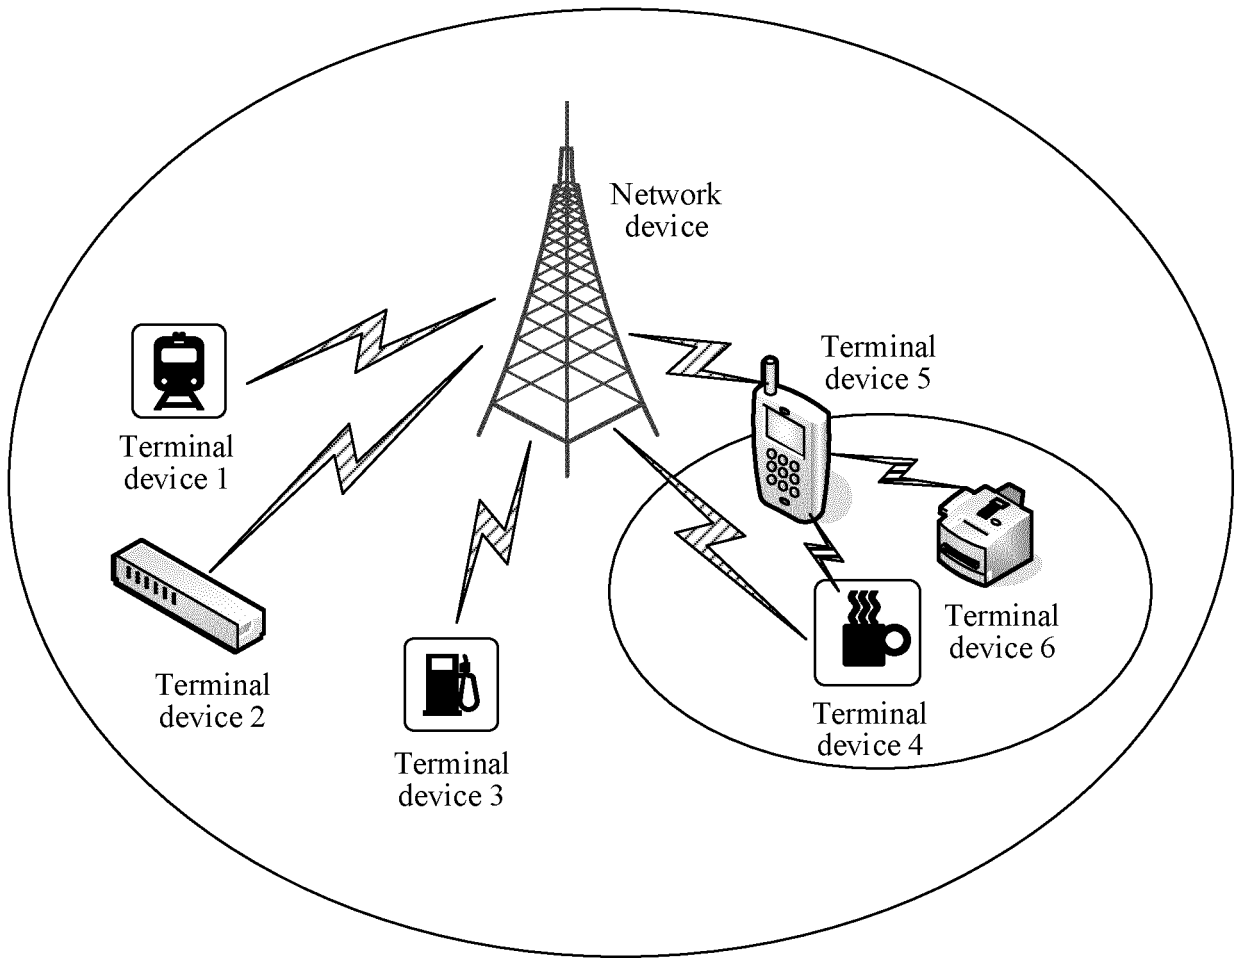 Network
device
Terminal
device 5
Terminal
device 1
Terminal
device 6
Terminal
device 2
Terminal
device 4
Terminal
device 3